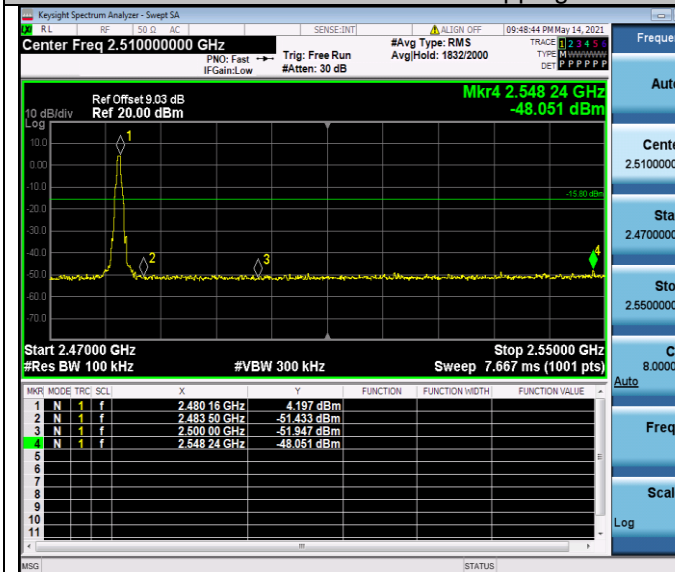 Keysight Spectrum Analyzer - Swept SA
RL RF 50 Ω AC SENSE:INT ALIGN OFF 09:48:44 PM May 14, 2021
Center Freq 2.510000000 GHz #Avg Type: RMS TRACE 1 2 3 4 5 6
PNO: Fast Trig: Free Run Avg|Hold: 1832/2000 TYPE M
IFGain:Low #Atten: 30 dB DET P P P P P P
Ref Offset 9.03 dB Mkr4 2.548 24 GHz
10 dB/div Ref 20.00 dBm -48.051 dBm
Log
10.0
0.00
-10.0
-15.80 dBm
-20.0
-30.0
-40.0
-50.0
-60.0
-70.0
1
2
3
4
Start 2.47000 GHz Stop 2.55000 GHz
#Res BW 100 kHz #VBW 300 kHz Sweep 7.667 ms (1001 pts)
MKR MODE TRC SCL X Y FUNCTION FUNCTION WIDTH FUNCTION VALUE
1 N 1 f 2.480 16 GHz 4.197 dBm
2 N 1 f 2.483 50 GHz -51.433 dBm
3 N 1 f 2.500 00 GHz -51.947 dBm
4 N 1 f 2.548 24 GHz -48.051 dBm
5
6
7
8
9
10
11
MSG STATUS
Freque
Aut
Cente
2.5100000
Sta
2.4700000
Sto
2.5500000
C
8.0000
Auto
Freq
Scal
Log